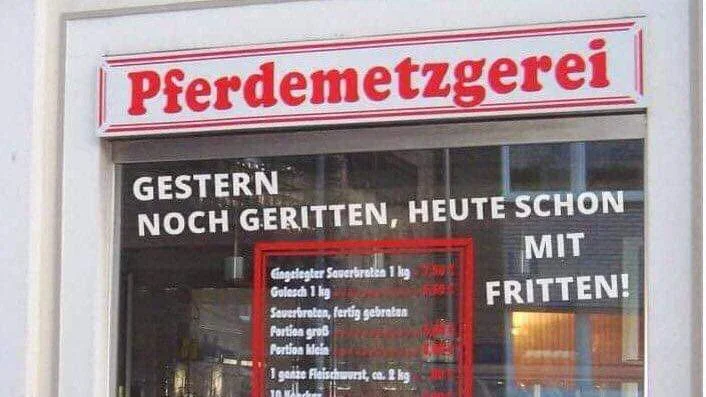 Pferdemetzgerei
GESTERN
NOCH GERITTEN, HEUTE SCHON
MIT
FRITTEN!
Eingelegter Sauerbraten 1 kg
Gulasch 1 kg
Sauerbraten, fertig gebraten
Portion groß
Portion klein
1 ganze Fleischwurst, ca. 2 kg